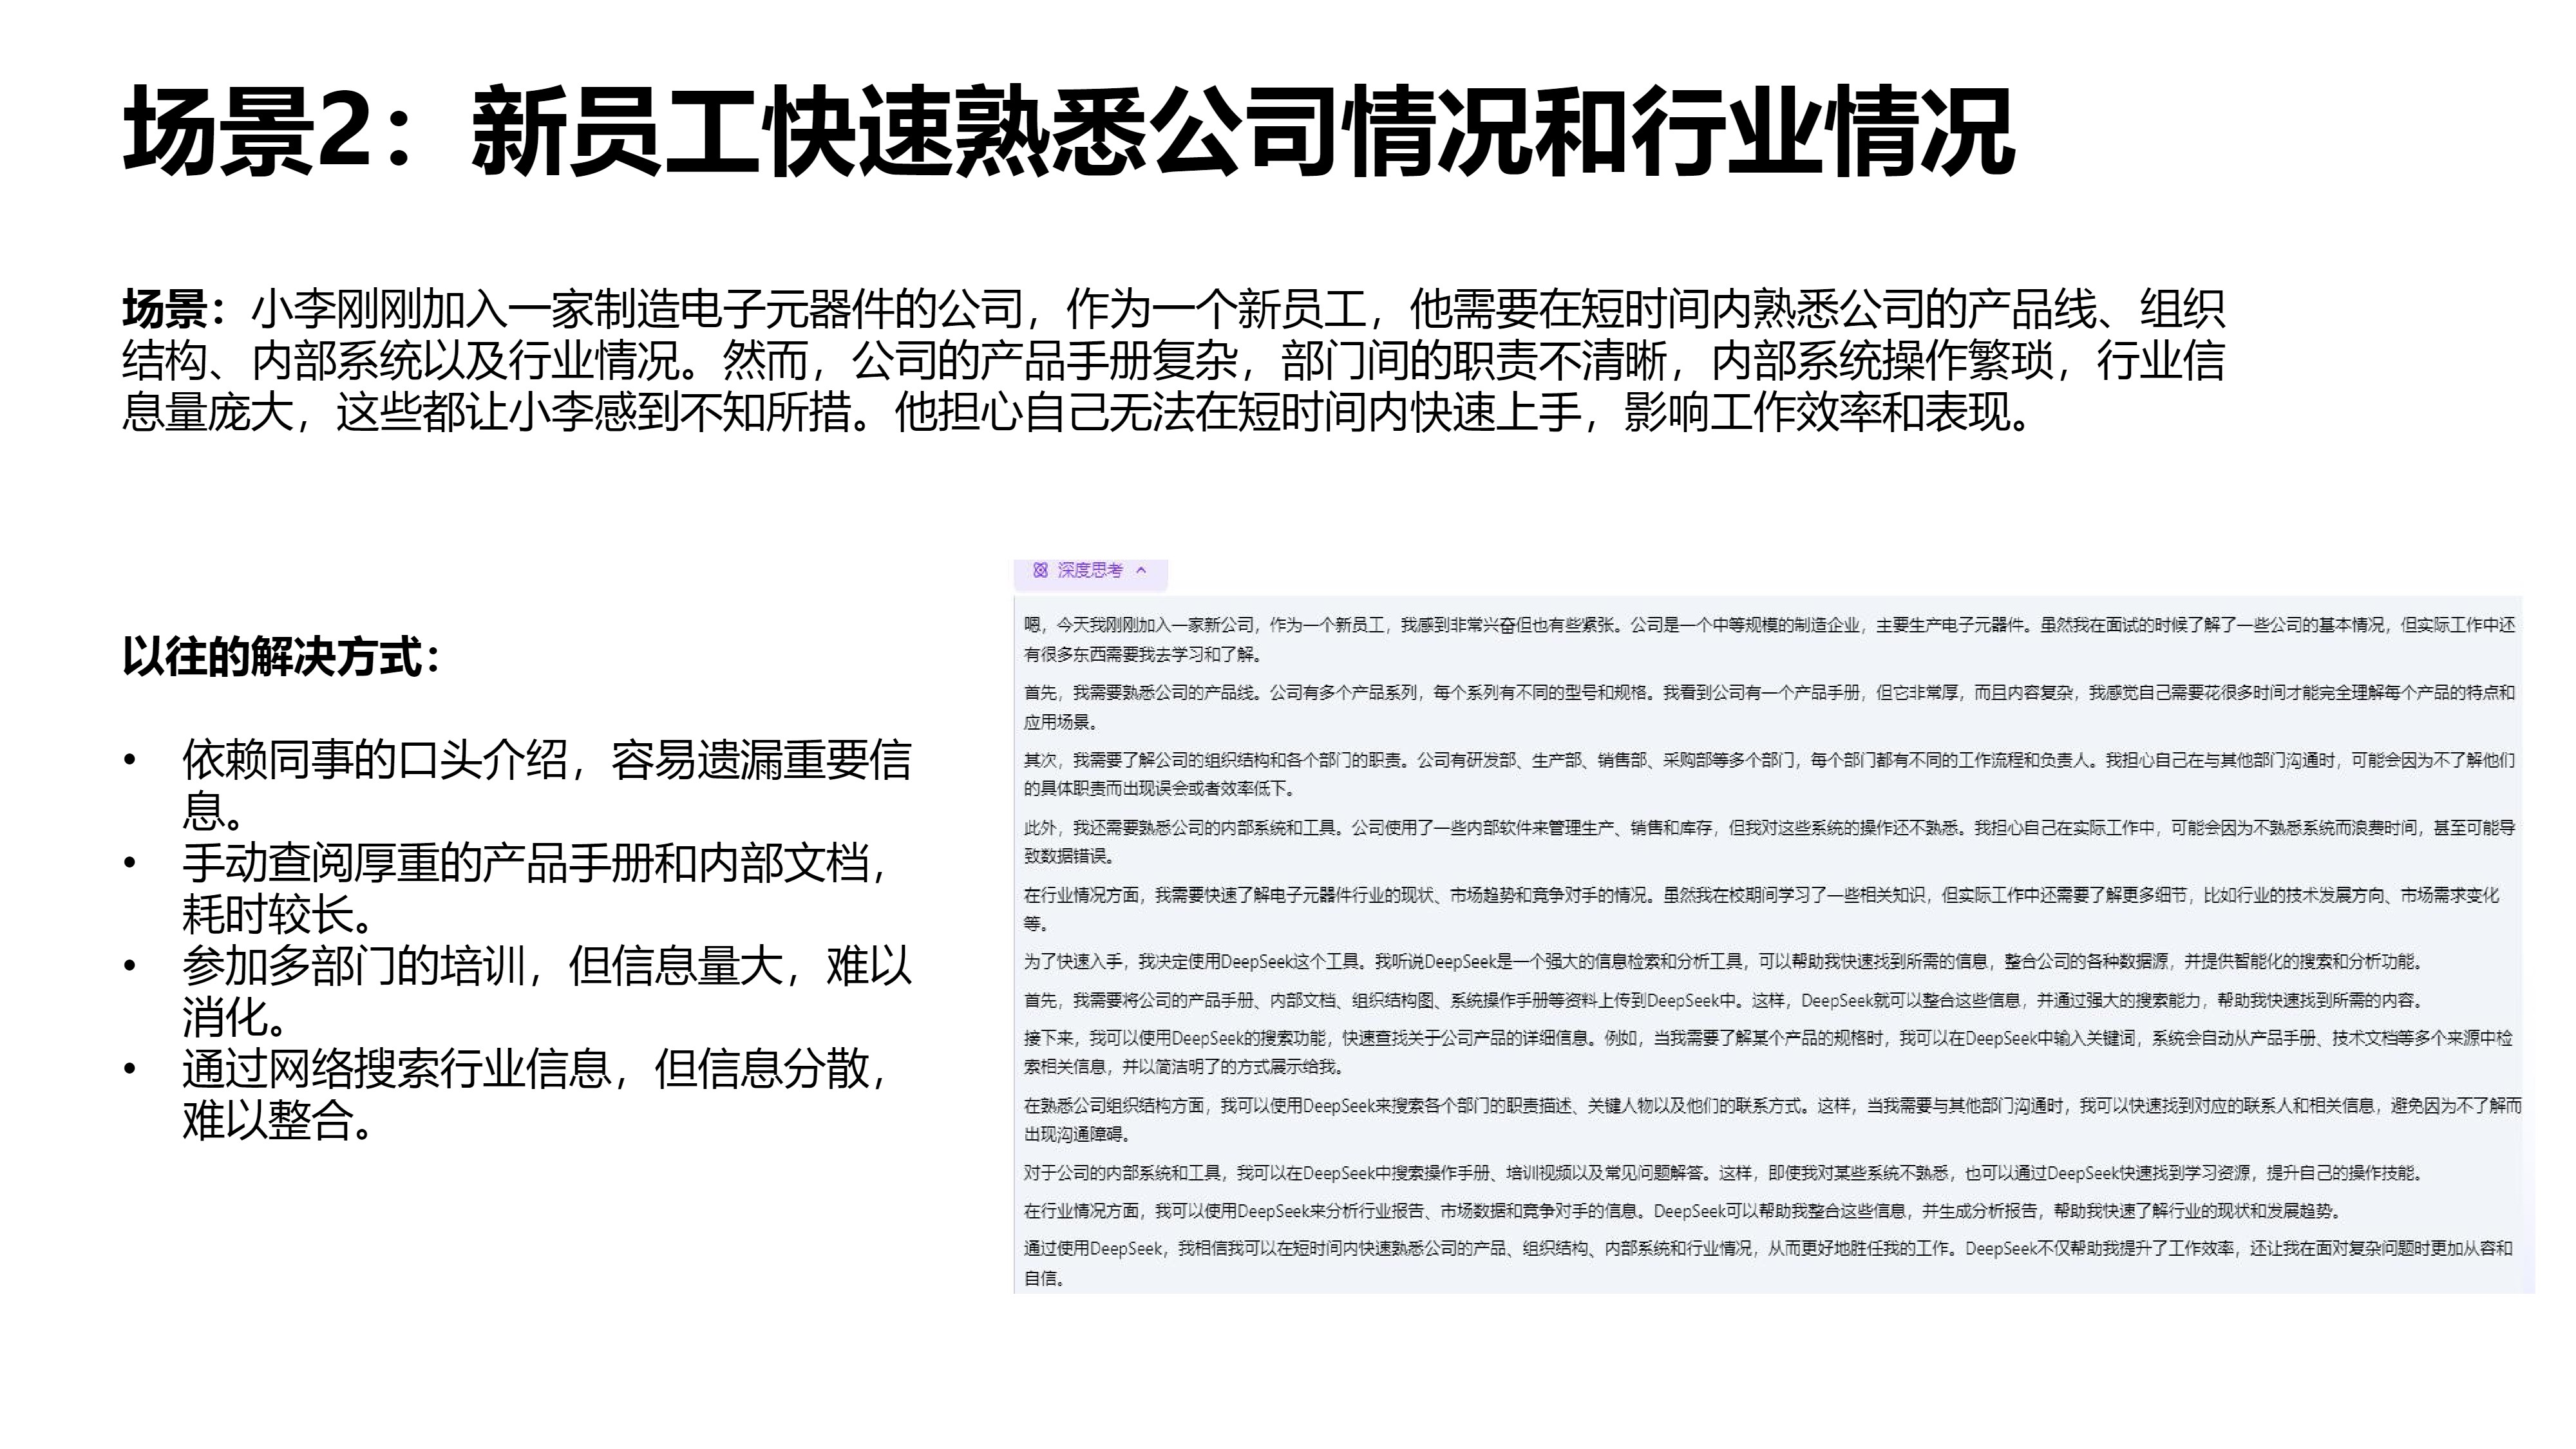 场景2：新员工快速熟悉公司情况和行业情况
场景：小李刚刚加入一家制造电子元器件的公司，作为一个新员工，他需要在短时间内熟悉公司的产品线、组织
结构、内部系统以及行业情况。然而，公司的产品手册复杂，部门间的职责不清晰，内部系统操作繁琐，行业信
息量庞大，这些都让小李感到不知所措。他担心自己无法在短时间内快速上手，影响工作效率和表现。
以往的解决方式：
• 依赖同事的口头介绍，容易遗漏重要信
息。
• 手动查阅厚重的产品手册和内部文档，
耗时较长。
• 参加多部门的培训，但信息量大，难以
消化。
• 通过网络搜索行业信息，但信息分散，
难以整合。
深度思考
嗯，今天我刚刚加入一家新公司，作为一个新员工，我感到非常兴奋但也有些紧张。公司是一个中等规模的制造企业，主要生产电子元器件。虽然我在面试的时候了解了一些公司的基本情况，但实际工作中还
有很多东西需要我去学习和了解。
首先，我需要熟悉公司的产品线。公司有多个产品系列，每个系列有不同的型号和规格。我看到公司有一个产品手册，但它非常厚，而且内容复杂，我感觉自己需要花很多时间才能完全理解每个产品的特点和
应用场景。
其次，我需要了解公司的组织结构和各个部门的职责。公司有研发部、生产部、销售部、采购部等多个部门，每个部门都有不同的工作流程和负责人。我担心自己在与其他部门沟通时，可能会因为不了解他们
的具体职责而出现误会或者效率低下。
此外，我还需要熟悉公司的内部系统和工具。公司使用了一些内部软件来管理生产、销售和库存，但我对这些系统的操作还不熟悉。我担心自己在实际工作中，可能会因为不熟悉系统而浪费时间，甚至可能导
致数据错误。
在行业情况方面，我需要快速了解电子元器件行业的现状、市场趋势和竞争对手的情况。虽然我在校期间学习了一些相关知识，但实际工作中还需要了解更多细节，比如行业的技术发展方向、市场需求变化
等。
为了快速入手，我决定使用DeepSeek这个工具。我听说DeepSeek是一个强大的信息检索和分析工具，可以帮助我快速找到所需的信息，整合公司的各种数据源，并提供智能化的搜索和分析功能。
首先，我需要将公司的产品手册、内部文档、组织结构图、系统操作手册等资料上传到DeepSeek中。这样，DeepSeek就可以整合这些信息，并通过强大的搜索能力，帮助我快速找到所需的内容。
接下来，我可以使用DeepSeek的搜索功能，快速查找关于公司产品的详细信息。例如，当我需要了解某个产品的规格时，我可以在DeepSeek中输入关键词，系统会自动从产品手册、技术文档等多个来源中检
索相关信息，并以简洁明了的方式展示给我。
在熟悉公司组织结构方面，我可以使用DeepSeek来搜索各个部门的职责描述、关键人物以及他们的联系方式。这样，当我需要与其他部门沟通时，我可以快速找到对应的联系人和相关信息，避免因为不了解而
出现沟通障碍。
对于公司的内部系统和工具，我可以在DeepSeek中搜索操作手册、培训视频以及常见问题解答。这样，即使我对某些系统不熟悉，也可以通过DeepSeek快速找到学习资源，提升自己的操作技能。
在行业情况方面，我可以使用DeepSeek来分析行业报告、市场数据和竞争对手的信息。DeepSeek可以帮助我整合这些信息，并生成分析报告，帮助我快速了解行业的现状和发展趋势。
通过使用DeepSeek，我相信我可以在短时间内快速熟悉公司的产品、组织结构、内部系统和行业情况，从而更好地胜任我的工作。DeepSeek不仅帮助我提升了工作效率，还让我在面对复杂问题时更加从容和
自信。